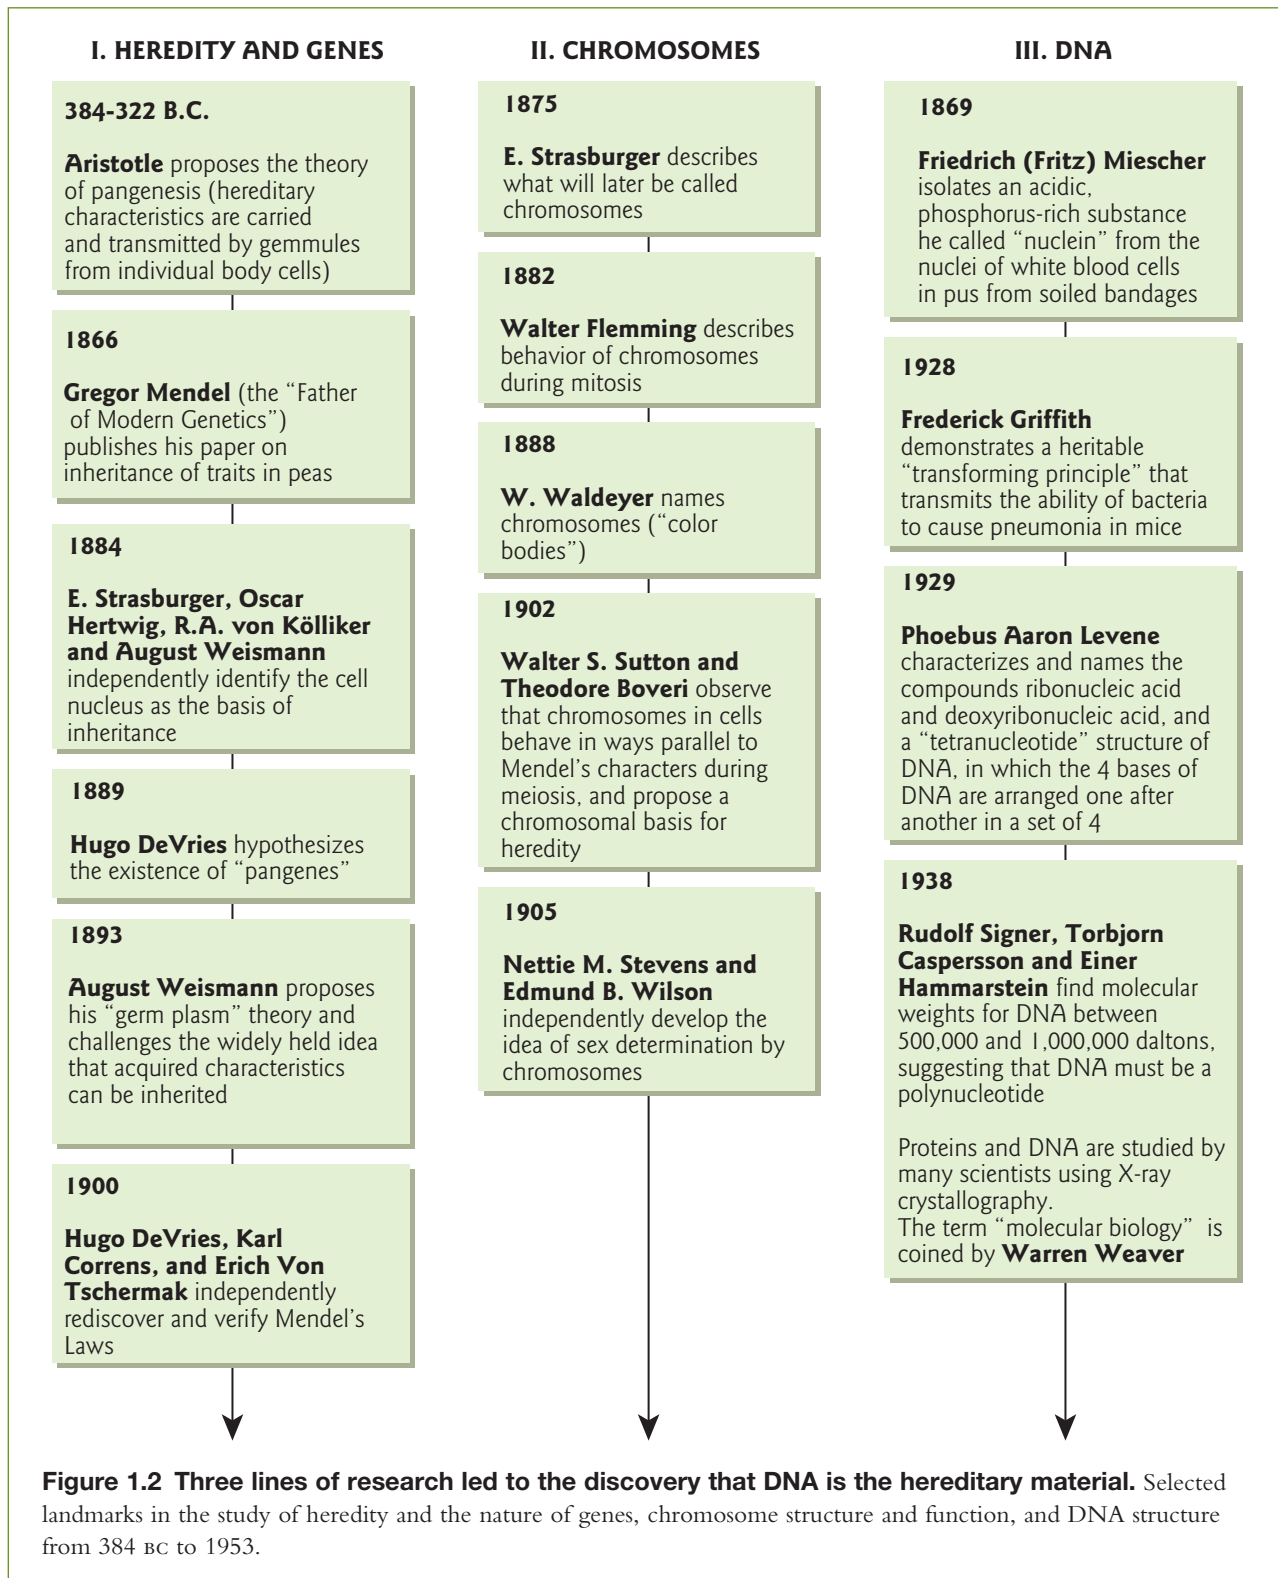 I. HEREDITY AND GENES
384-322 B.C.
Aristotle proposes the theory
of pangenesis (hereditary
characteristics are carried
and transmitted by gemmules
from individual body cells)
1866
Gregor Mendel (the “Father
of Modern Genetics”)
publishes his paper on
inheritance of traits in peas
1884
E. Strasburger, Oscar
Hertwig, R.A. von Kölliker
and August Weismann
independently identify the cell
nucleus as the basis of
inheritance
1889
Hugo DeVries hypothesizes
the existence of “pangenes”
1893
August Weismann proposes
his “germ plasm” theory and
challenges the widely held idea
that acquired characteristics
can be inherited
1900
Hugo DeVries, Karl
Correns, and Erich Von
Tschermak independently
rediscover and verify Mendel’s
Laws
II. CHROMOSOMES
1875
E. Strasburger describes
what will later be called
chromosomes
1882
Walter Flemming describes
behavior of chromosomes
during mitosis
1888
W. Waldeyer names
chromosomes (“color
bodies”)
1902
Walter S. Sutton and
Theodore Boveri observe
that chromosomes in cells
behave in ways parallel to
Mendel’s characters during
meiosis, and propose a
chromosomal basis for
heredity
1905
Nettie M. Stevens and
Edmund B. Wilson
independently develop the
idea of sex determination by
chromosomes
III. DNA
1869
Friedrich (Fritz) Miescher
isolates an acidic,
phosphorus-rich substance
he called “nuclein” from the
nuclei of white blood cells
in pus from soiled bandages
1928
Frederick Griffith
demonstrates a heritable
“transforming principle” that
transmits the ability of bacteria
to cause pneumonia in mice
1929
Phoebus Aaron Levene
characterizes and names the
compounds ribonucleic acid
and deoxyribonucleic acid, and
a “tetranucleotide” structure of
DNA, in which the 4 bases of
DNA are arranged one after
another in a set of 4
1938
Rudolf Signer, Torbjorn
Caspersson and Einer
Hammarstein find molecular
weights for DNA between
500,000 and 1,000,000 daltons,
suggesting that DNA must be a
polynucleotide
Proteins and DNA are studied by
many scientists using X-ray
crystallography.
The term “molecular biology” is
coined by Warren Weaver
Figure 1.2 Three lines of research led to the discovery that DNA is the hereditary material. Selected
landmarks in the study of heredity and the nature of genes, chromosome structure and function, and DNA structure
from 384 BC to 1953.